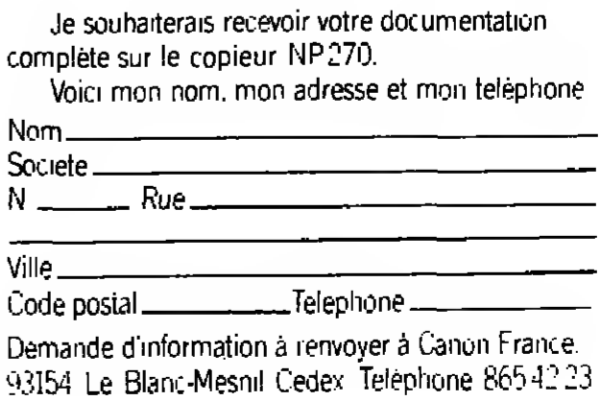 Je souhaiterais recevoir votre documentation
complète sur le copieur NP270.
Voici mon nom, mon adresse et mon téléphone
Nom
Societe
N Rue
Ville
Code postal Telephone
Demande d'information à renvoyer à Canon France.
93154 Le Blanc-Mesnil Cedex Téléphone 865 42 23